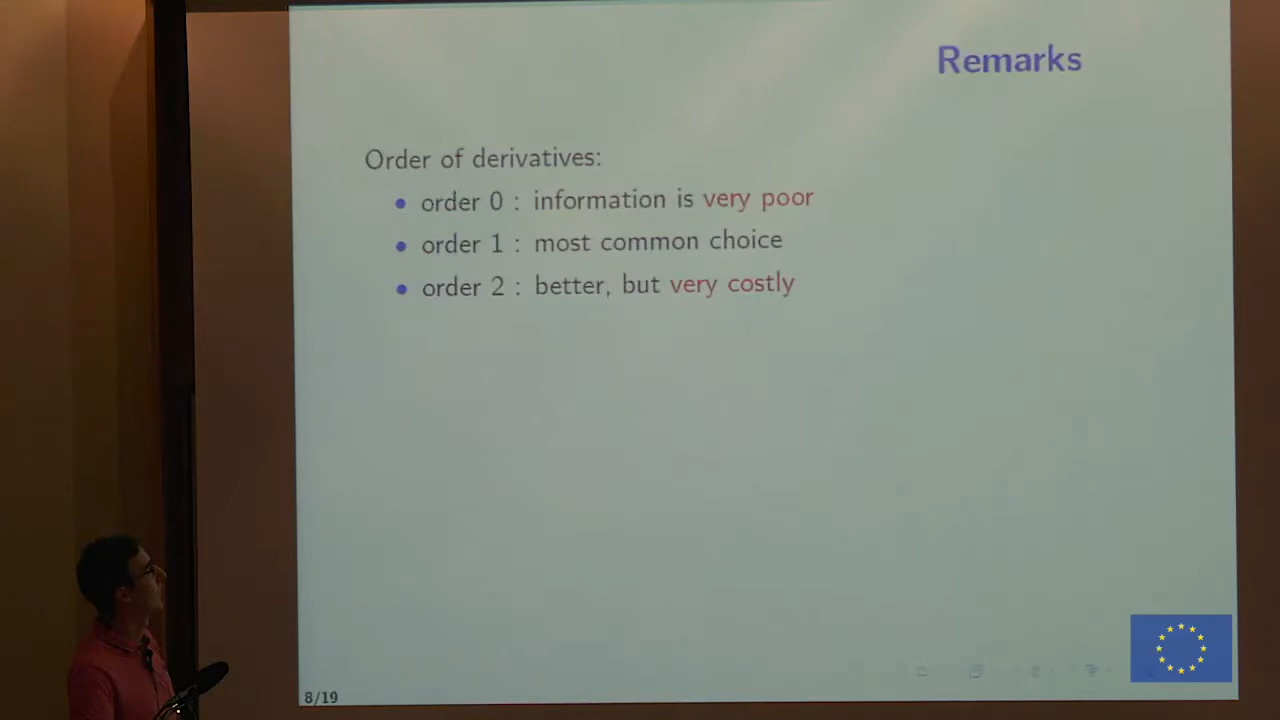 Remarks
Order of derivatives:
order 0 : information is very poor
order 1 : most common choice
order 2 : better, but very costly
8/19